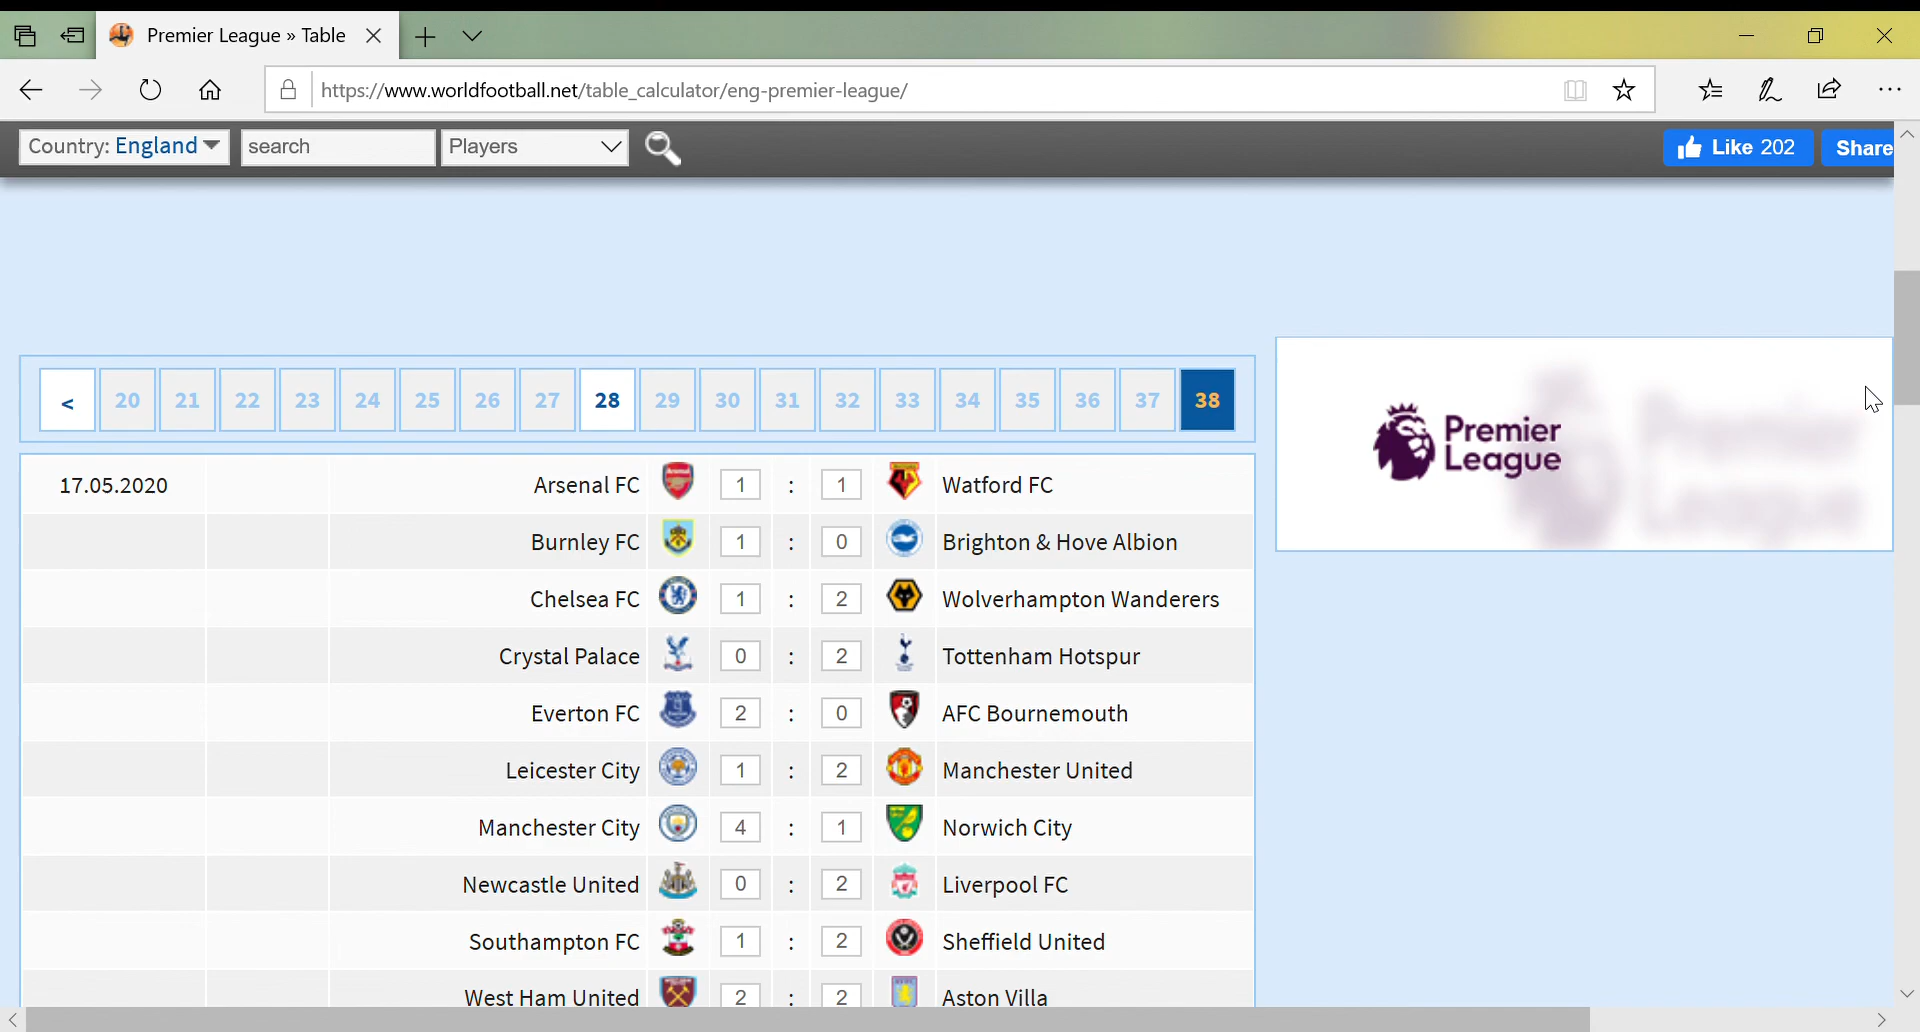 Premier League » Table
https://www.worldfootball.net/table_calculator/eng-premier-league/
Country: England search Players Like 202 Share
< 20 21 22 23 24 25 26 27 28 29 30 31 32 33 34 35 36 37 38
Premier
League
Premier
League
17.05.2020 Arsenal FC 1 : 1 Watford FC
Burnley FC 1 : 0 Brighton & Hove Albion
Chelsea FC 1 : 2 Wolverhampton Wanderers
Crystal Palace 0 : 2 Tottenham Hotspur
Everton FC 2 : 0 AFC Bournemouth
Leicester City 1 : 2 Manchester United
Manchester City 4 : 1 Norwich City
Newcastle United 0 : 2 Liverpool FC
Southampton FC 1 : 2 Sheffield United
West Ham United 2 : 2 Aston Villa